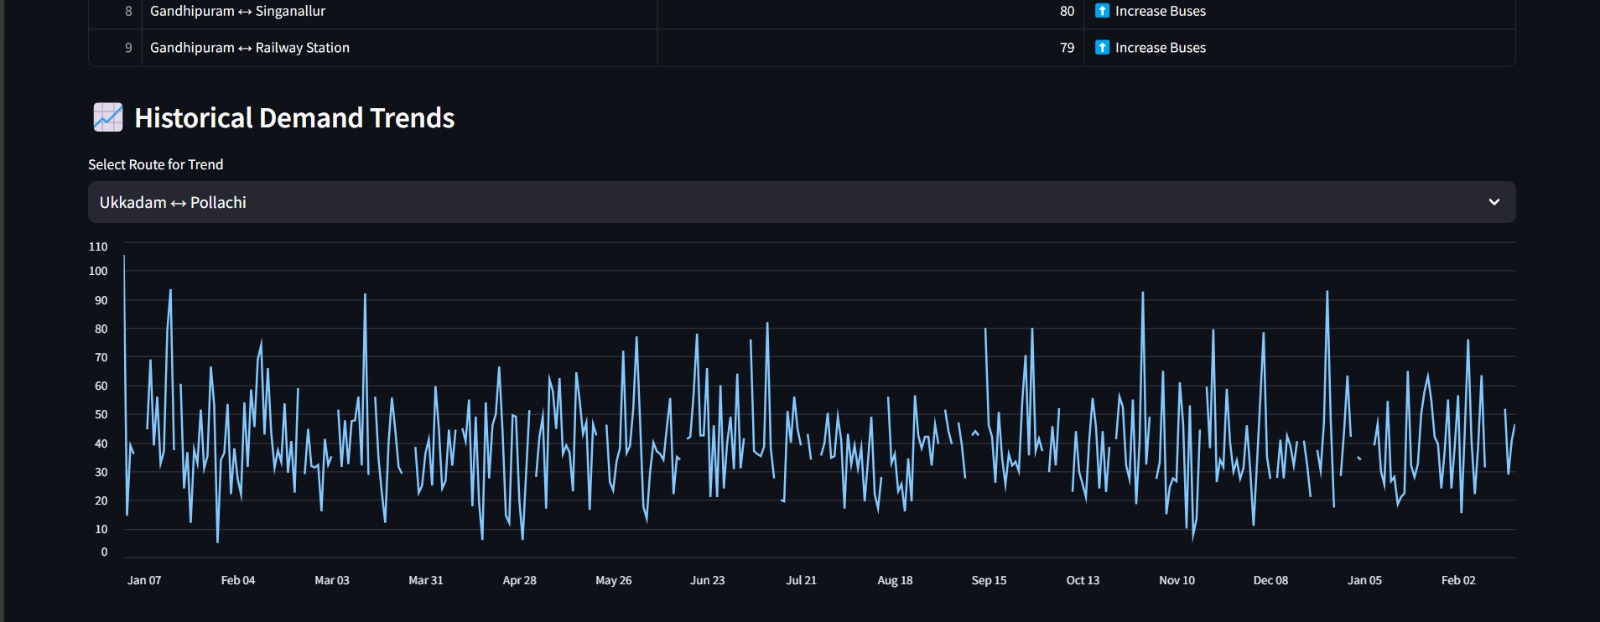 8 Gandhipuram ↔ Singanallur 80 ⬆️ Increase Buses
9 Gandhipuram ↔ Railway Station 79 ⬆️ Increase Buses
Historical Demand Trends
Select Route for Trend
Ukkadam ↔ Pollachi
110
100
90
80
70
60
50
40
30
20
10
0
Jan 07 Feb 04 Mar 03 Mar 31 Apr 28 May 26 Jun 23 Jul 21 Aug 18 Sep 15 Oct 13 Nov 10 Dec 08 Jan 05 Feb 02